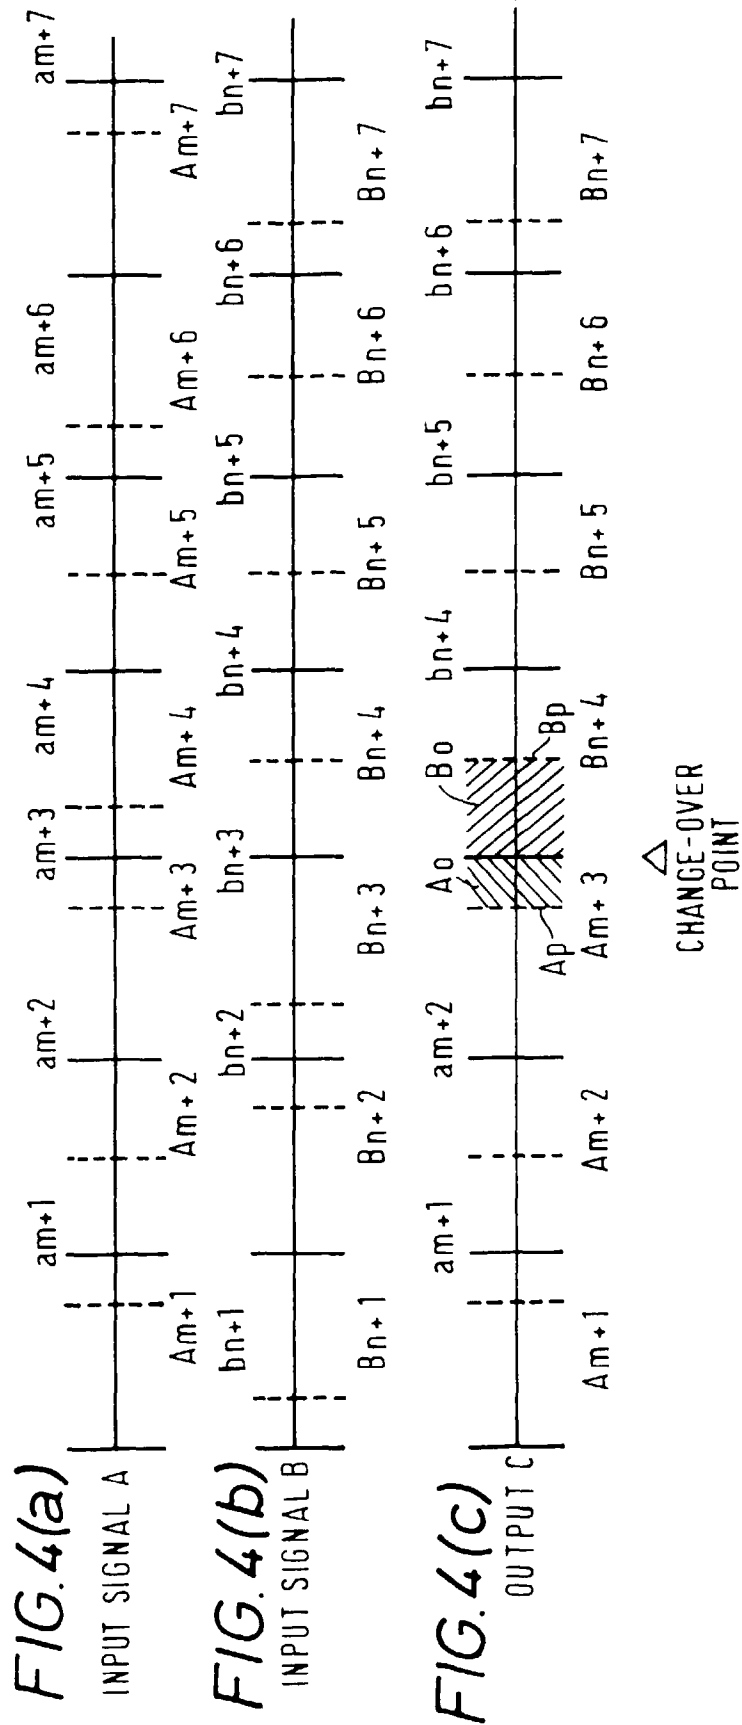 FIG.4(a)
INPUT SIGNAL A
am+1 am+2 am+3 am+4 am+5 am+6 am+7
Am+1 Am+2 Am+3 Am+4 Am+5 Am+6 Am+7
FIG.4(b)
INPUT SIGNAL B
bn+1 bn+2 bn+3 bn+4 bn+5 bn+6 bn+7
Bn+1 Bn+2 Bn+3 Bn+4 Bn+5 Bn+6 Bn+7
FIG.4(c)
OUTPUT C
am+1 am+2 Ao Bo bn+4 bn+5 bn+6 bn+7
Ap Bp
Am+1 Am+2 Am+3 Bn+4 Bn+5 Bn+6 Bn+7
CHANGE-OVER
POINT